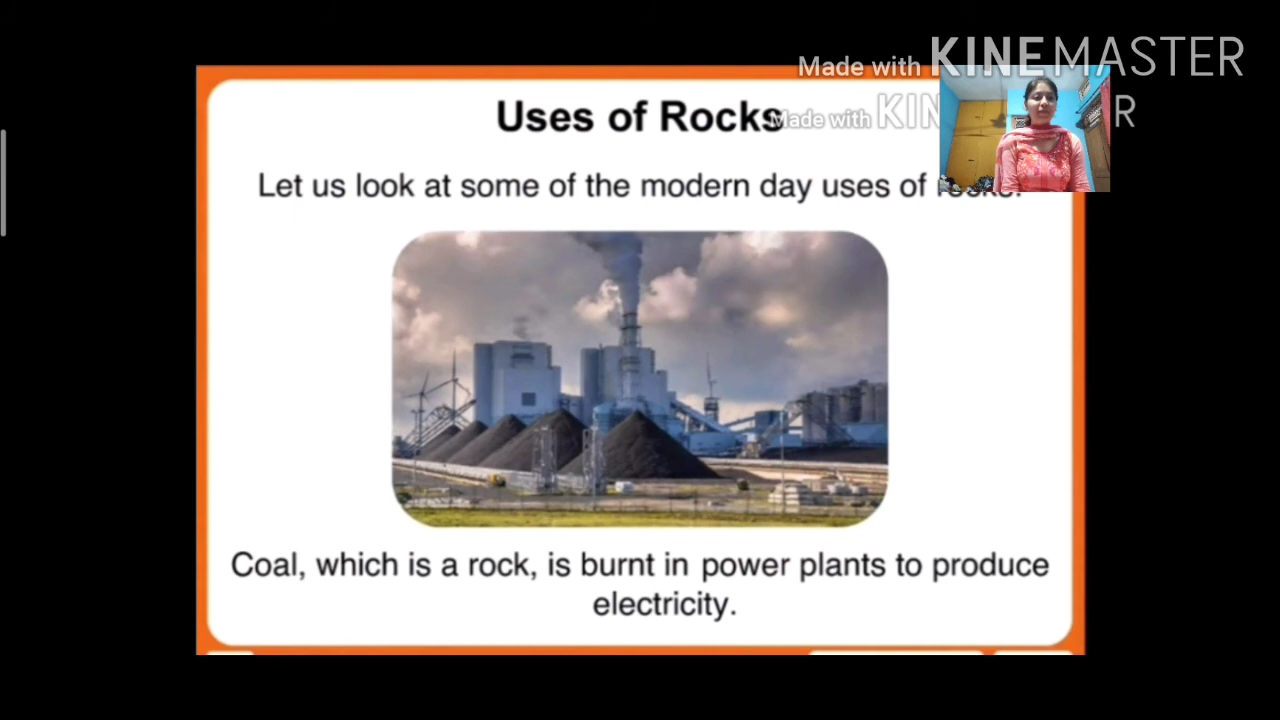 Made with KINEMASTER
Uses of Rocks
Made with KIN R
Let us look at some of the modern day uses of rocks.
Coal, which is a rock, is burnt in power plants to produce
electricity.